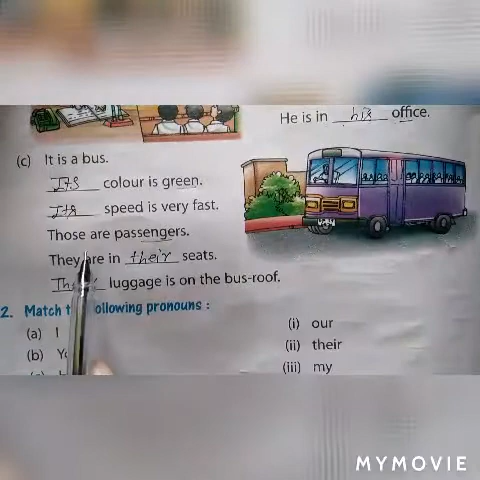 He is in his office.
(c) It is a bus.
Its colour is green.
Its speed is very fast.
Those are passengers.
They are in their seats.
luggage is on the bus-roof.
2. Match following pronouns :
(a) I
(i) our
(b)
(ii) their
(iii) my
MYMOVIE